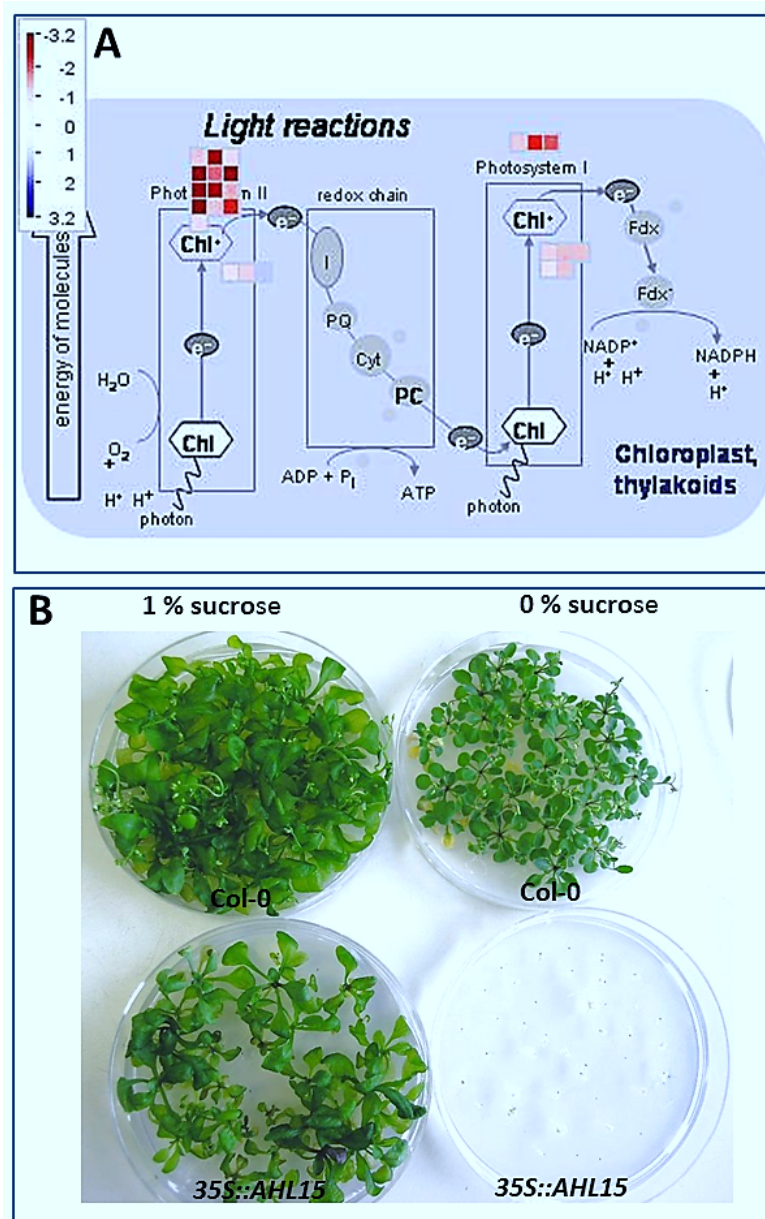 A
-3.2
-2
-1
0
1
2
3.2
energy of molecules
Light reactions
Photosystem I
Phot n II
redox chain
Chl⁺
e⁻
I
PQ
Cyt
PC
e⁻
Chl⁺
e⁻
Fdx
Fdx⁻
NADP⁺
+
H⁺ H⁺
NADPH
+
H⁺
e⁻
e⁻
H₂O
O₂
+
H⁺ H⁺
Chl
photon
ADP + Pᵢ
ATP
e⁻
Chl
photon
Chloroplast,
thylakoids
B
1 % sucrose
0 % sucrose
Col-0
Col-0
35S::AHL15
35S::AHL15